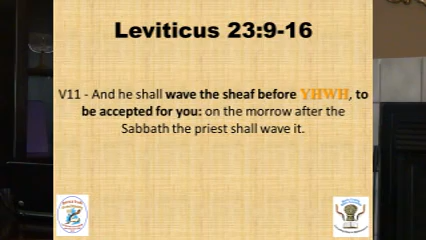 Leviticus 23:9-16
V11 - And he shall wave the sheaf before YHWH, to
be accepted for you: on the morrow after the
Sabbath the priest shall wave it.